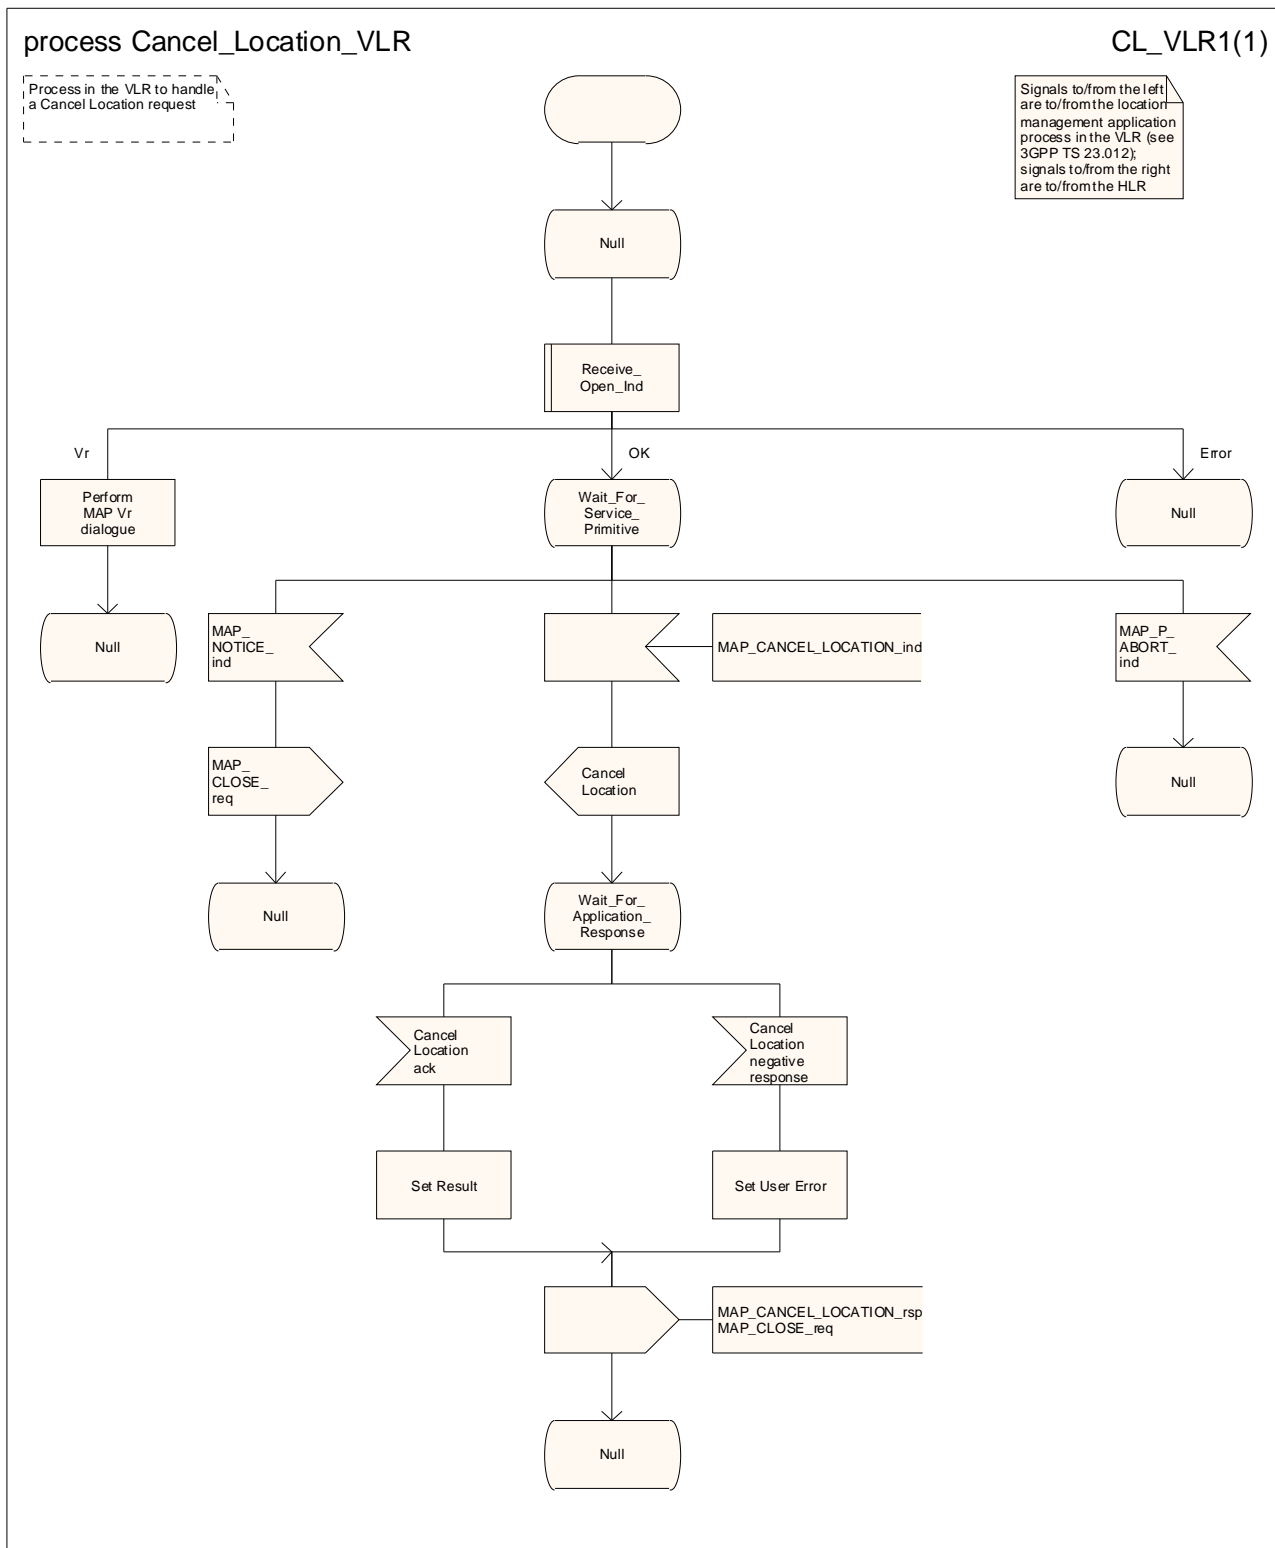 process Cancel_Location_VLR
CL_VLR1(1)
Process in the VLR to handle
a Cancel Location request
Signals to/from the left
are to/from the location
management application
process in the VLR (see
3GPP TS 23.012);
signals to/from the right
are to/from the HLR
Null
Receive_
Open_Ind
Vr
OK
Error
Perform
MAP Vr
dialogue
Wait_For_
Service_
Primitive
Null
Null
MAP_
NOTICE_
ind
MAP_CANCEL_LOCATION_ind
MAP_P_
ABORT_
ind
MAP_
CLOSE_
req
Cancel
Location
Null
Null
Wait_For_
Application_
Response
Cancel
Location
ack
Cancel
Location
negative
response
Set Result
Set User Error
MAP_CANCEL_LOCATION_rsp
MAP_CLOSE_req
Null